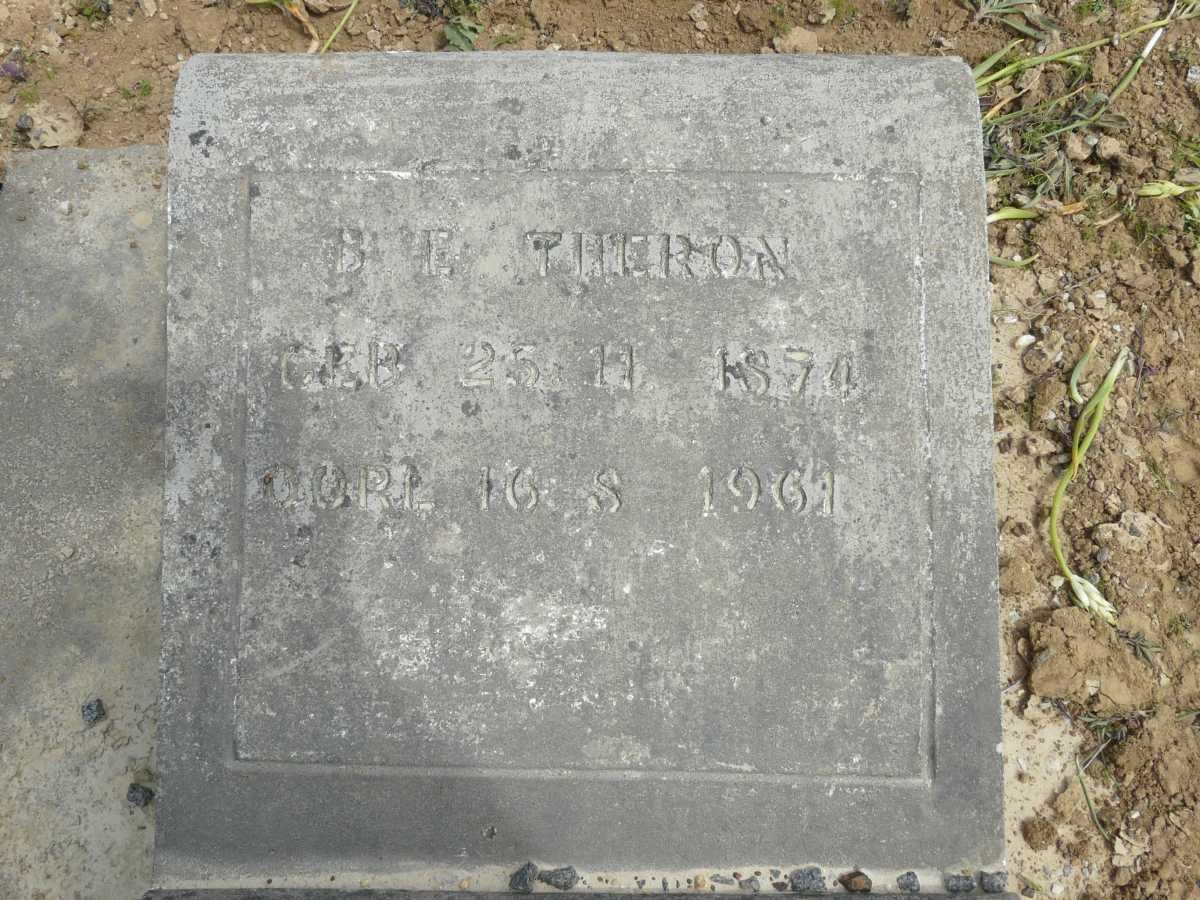 B E THERON
GEB 25 11 1874
OORL 16 8 1961